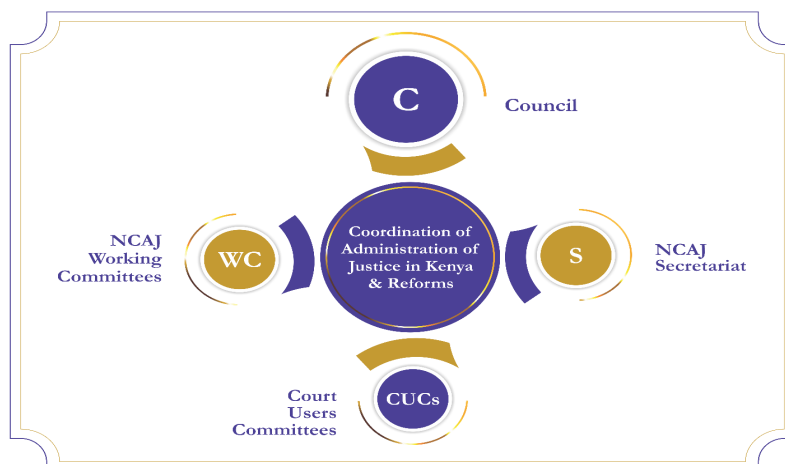 C
Council
Coordination of
Administration of
Justice in Kenya
& Reforms
NCAJ
Working
Committees
WC
S
NCAJ
Secretariat
CUCs
Court
Users
Committees